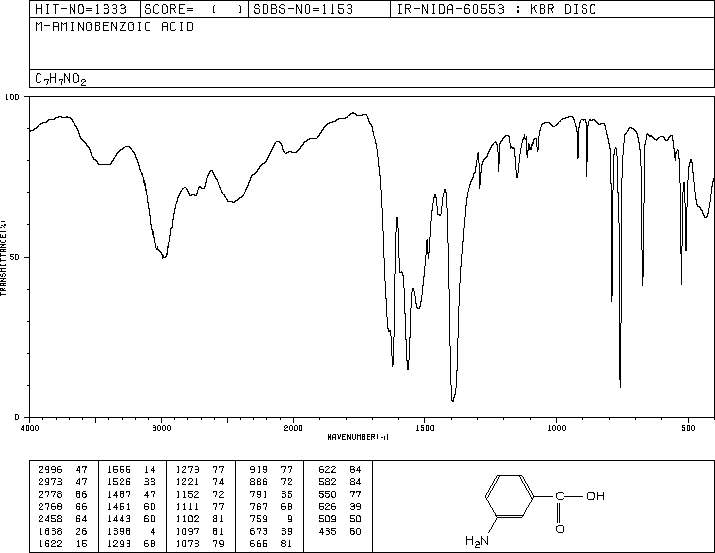 HIT-NO=1333 SCORE= ( ) SDBS-NO=1153 IR-NIDA-60553 : KBR DISC
M-AMINOBENZOIC ACID
C7H7NO2
100
50
0
TRANSMITTANCE(%)
4000 3000 2000 1500 1000 500
WAVENUMBER(-1)
2996 47 1566 14 1273 77 919 77 622 84
2973 47 1526 33 1221 74 886 72 582 84
2778 66 1487 47 1152 72 791 35 550 77
2768 66 1451 60 1111 77 767 68 526 39
2458 64 1443 60 1102 81 759 9 509 50
1638 26 1398 4 1097 81 673 39 435 60
1622 15 1293 68 1073 79 666 81
C OH
O
H2N